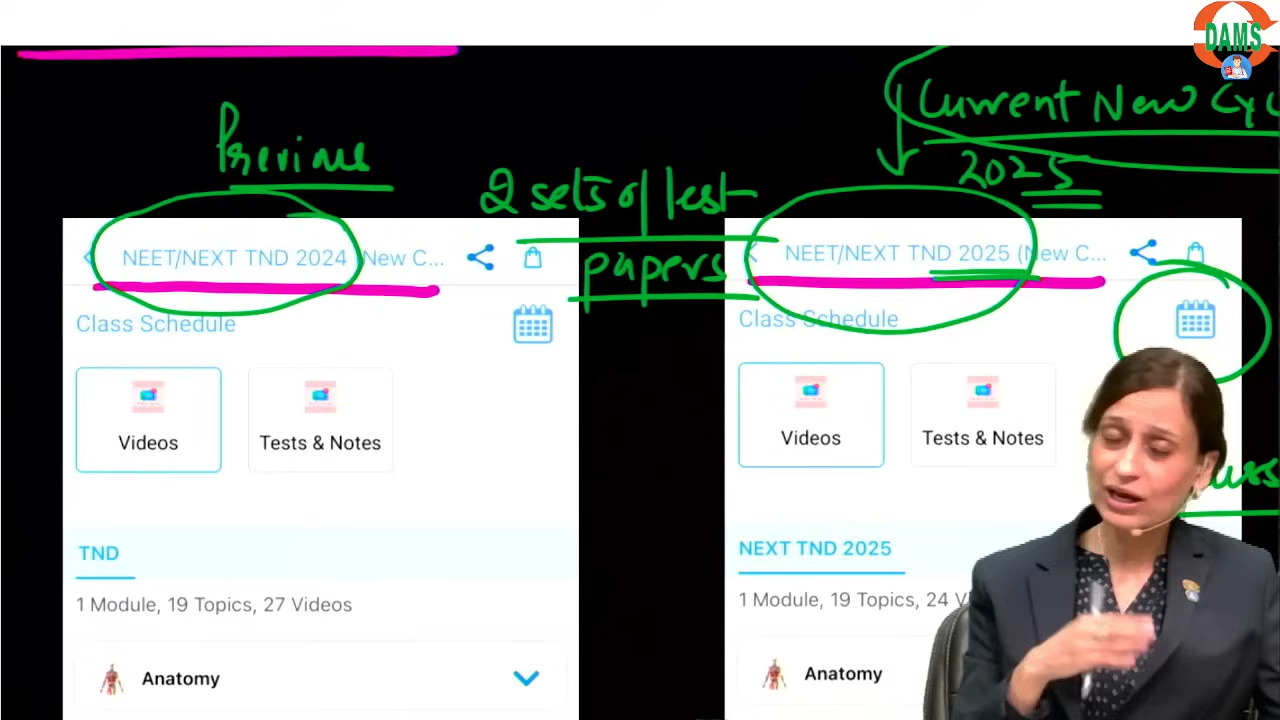 DAMS
Current New Cyc
2025
Previous
2 sets of test
papers
NEET/NEXT TND 2024 (New C...
Class Schedule
Videos
Tests & Notes
TND
1 Module, 19 Topics, 27 Videos
Anatomy
NEET/NEXT TND 2025 (New C...
Class Schedule
Videos
Tests & Notes
NEXT TND 2025
1 Module, 19 Topics, 24 V
Anatomy